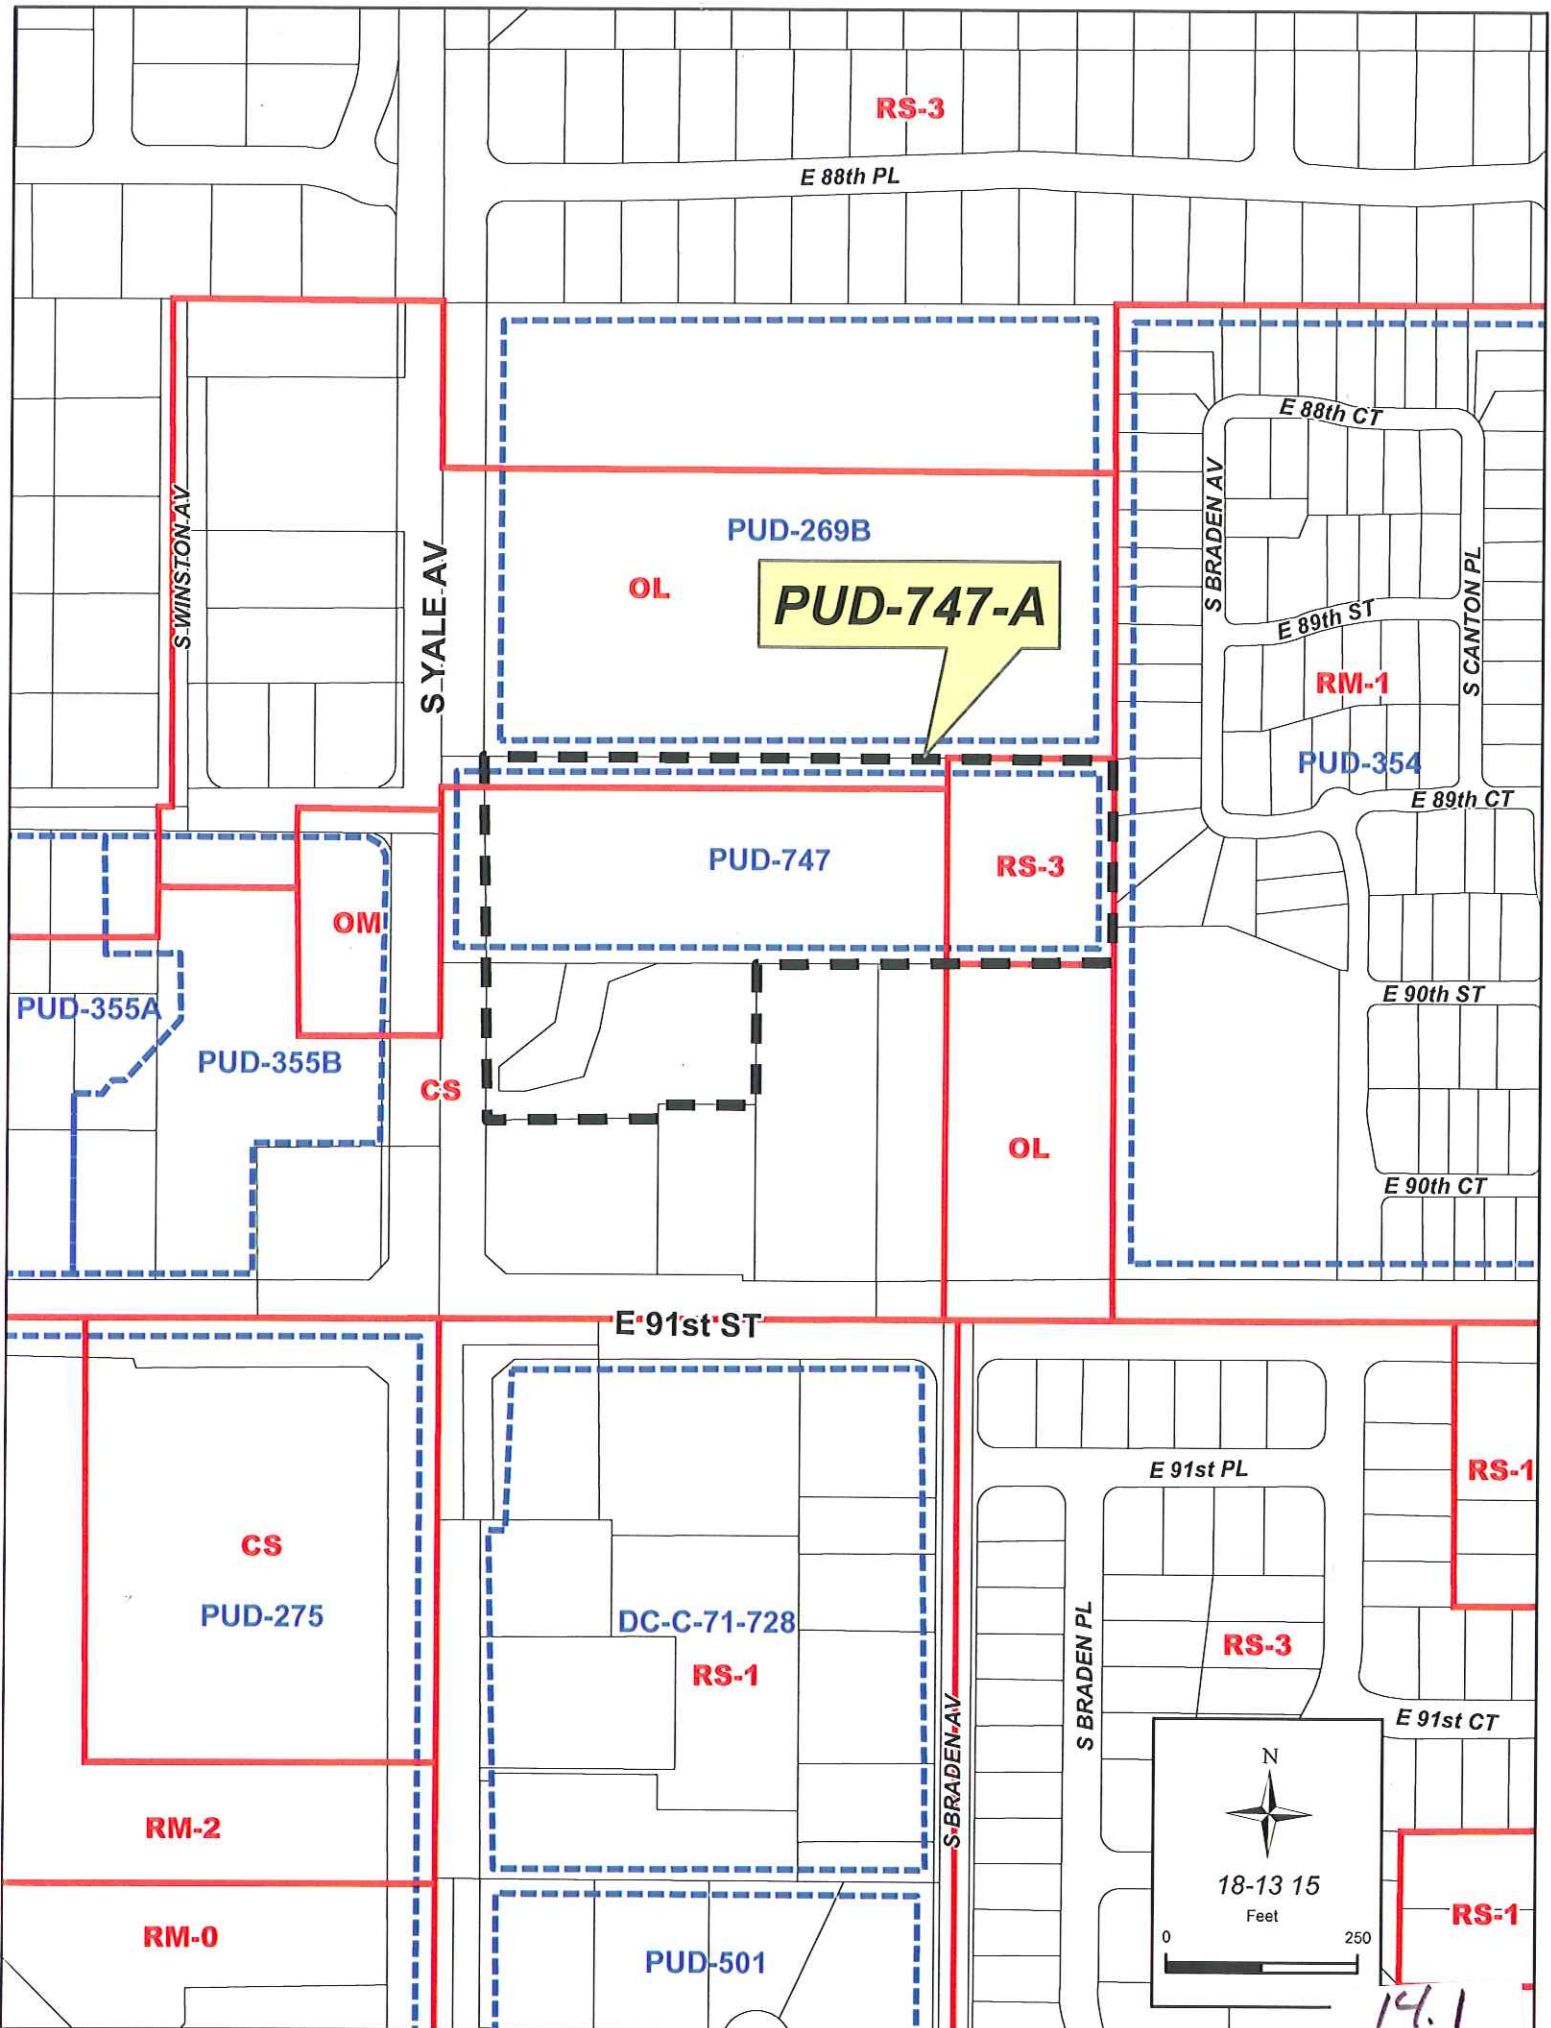 RS-3
E 88th PL
E 88th CT
S WINSTON AV
S YALE AV
PUD-269B
OL
PUD-747-A
S BRADEN AV
E 89th ST
S CANTON PL
RM-1
PUD-354
E 89th CT
PUD-747
RS-3
OM
PUD-355A
PUD-355B
CS
E 90th ST
OL
E 90th CT
E 91st ST
E 91st PL
RS-1
CS
PUD-275
DC-C-71-728
RS-1
S BRADEN AV
S BRADEN PL
RS-3
E 91st CT
RM-2
N
18-13 15
Feet
0 250
RS-1
RM-0
PUD-501
14.1